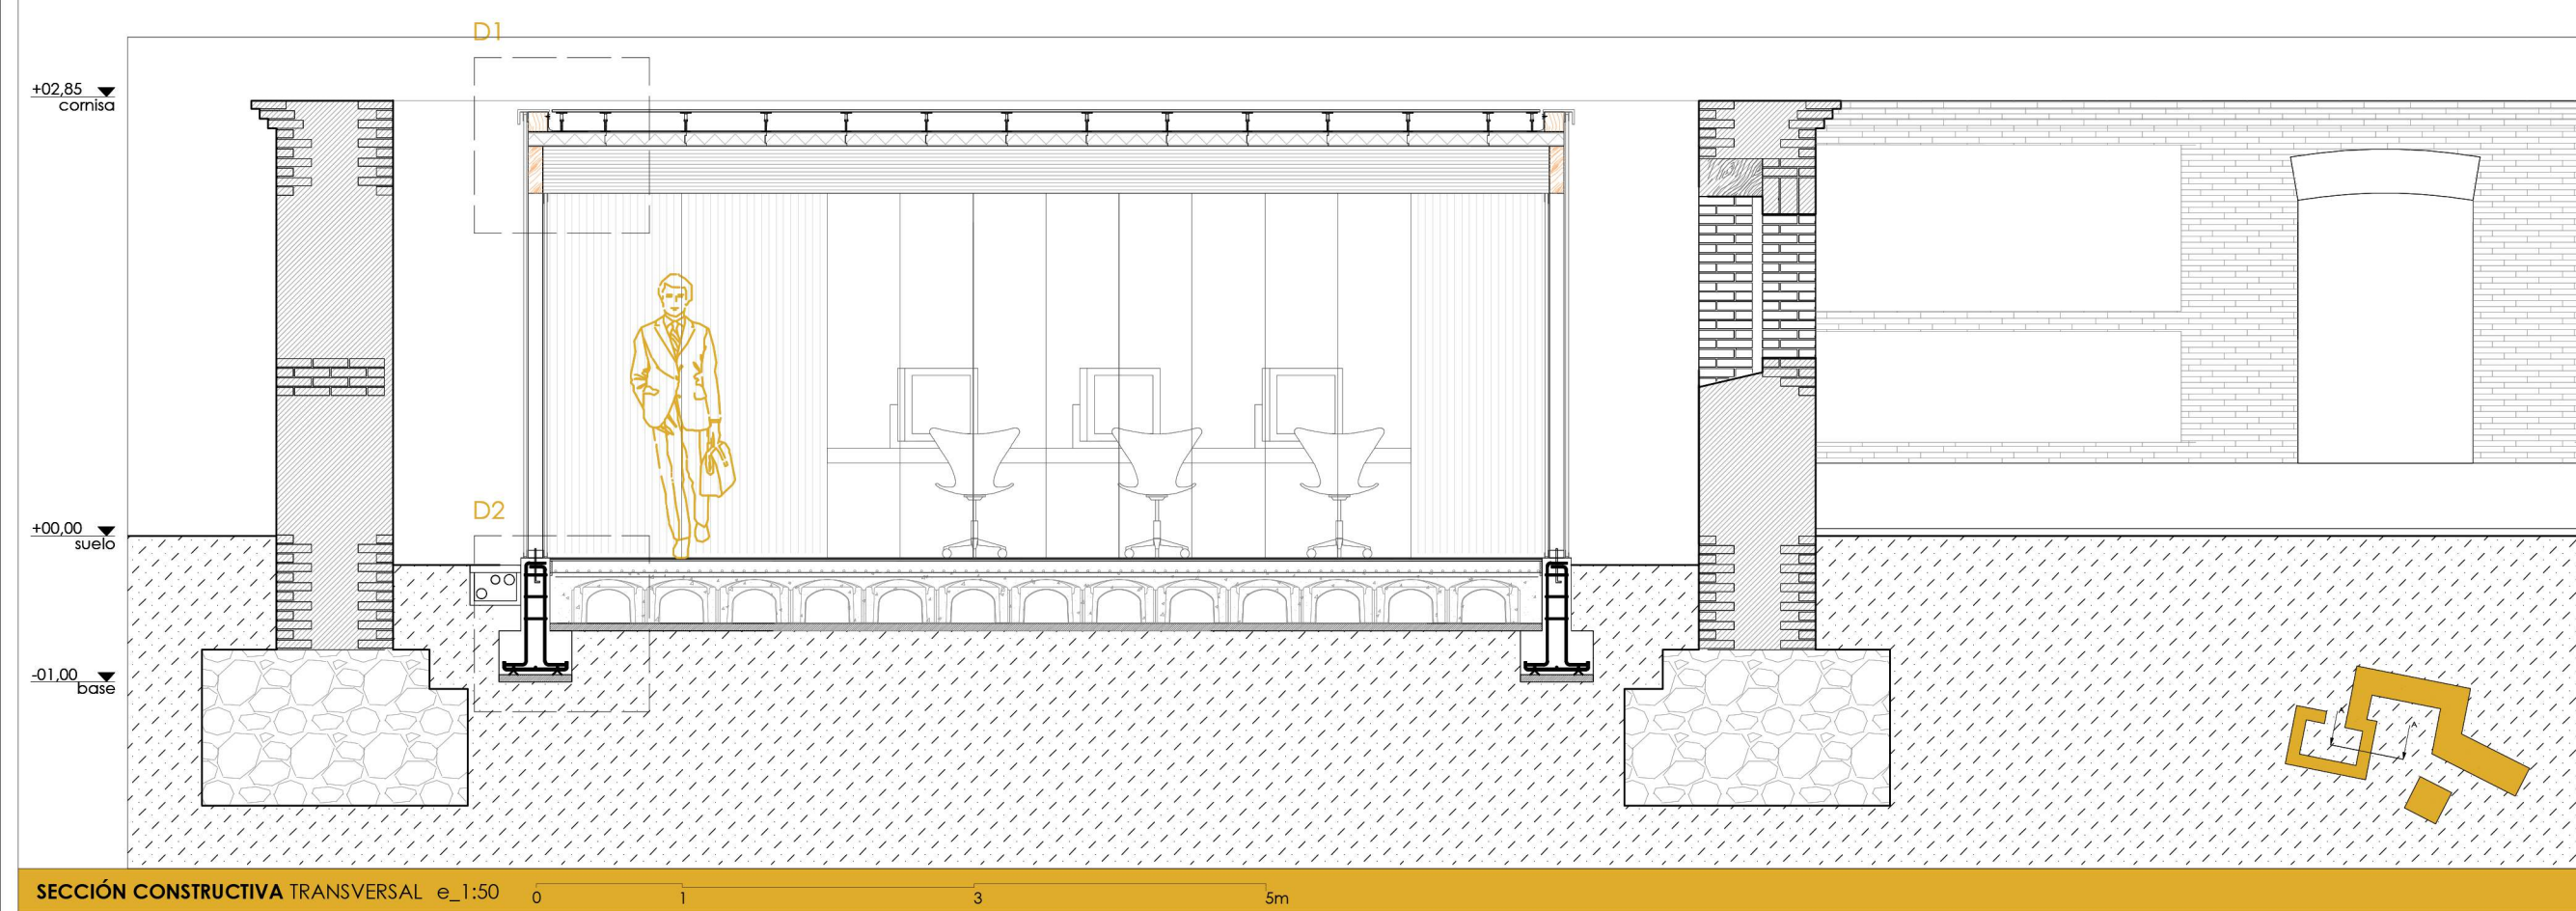 D1
+02,85
cornisa
D2
+00,00
suelo
-01,00
base
A'
A
SECCIÓN CONSTRUCTIVA TRANSVERSAL e_1:50
0 1 3 5m